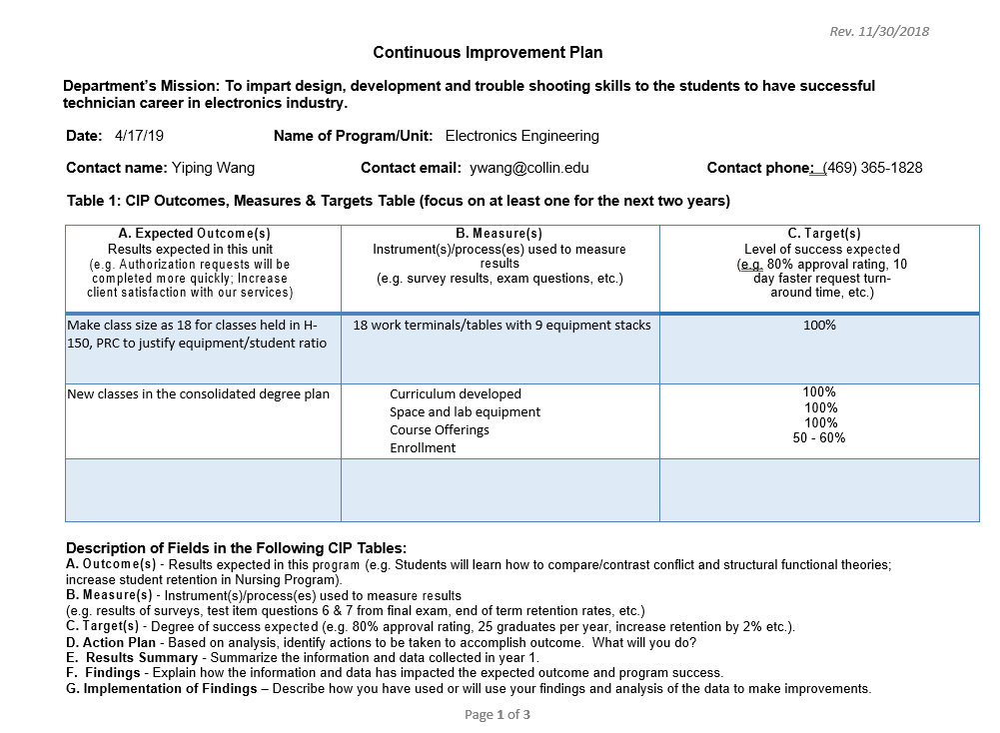 Rev. 11/30/2018
Continuous Improvement Plan
Department's Mission: To impart design, development and trouble shooting skills to the students to have successful
technician career in electronics industry.
Date: 4/17/19 Name of Program/Unit: Electronics Engineering
Contact name: Yiping Wang Contact email: ywang@collin.edu Contact phone: (469) 365-1828
Table 1: CIP Outcomes, Measures & Targets Table (focus on at least one for the next two years)
A. Expected Outcome(s)
Results expected in this unit
(e.g. Authorization requests will be
completed more quickly; Increase
client satisfaction with our services)
B. Measure(s)
Instrument(s)/process(es) used to measure
results
(e.g. survey results, exam questions, etc.)
C. Target(s)
Level of success expected
(e.g. 80% approval rating, 10
day faster request turn-
around time, etc.)
Make class size as 18 for classes held in H-
150, PRC to justify equipment/student ratio
18 work terminals/tables with 9 equipment stacks
100%
New classes in the consolidated degree plan
Curriculum developed
Space and lab equipment
Course Offerings
Enrollment
100%
100%
100%
50 - 60%
Description of Fields in the Following CIP Tables:
A. Outcome(s) - Results expected in this program (e.g. Students will learn how to compare/contrast conflict and structural functional theories;
increase student retention in Nursing Program).
B. Measure(s) - Instrument(s)/process(es) used to measure results
(e.g. results of surveys, test item questions 6 & 7 from final exam, end of term retention rates, etc.)
C. Target(s) - Degree of success expected (e.g. 80% approval rating, 25 graduates per year, increase retention by 2% etc.).
D. Action Plan - Based on analysis, identify actions to be taken to accomplish outcome. What will you do?
E. Results Summary - Summarize the information and data collected in year 1.
F. Findings - Explain how the information and data has impacted the expected outcome and program success.
G. Implementation of Findings – Describe how you have used or will use your findings and analysis of the data to make improvements.
Page 1 of 3